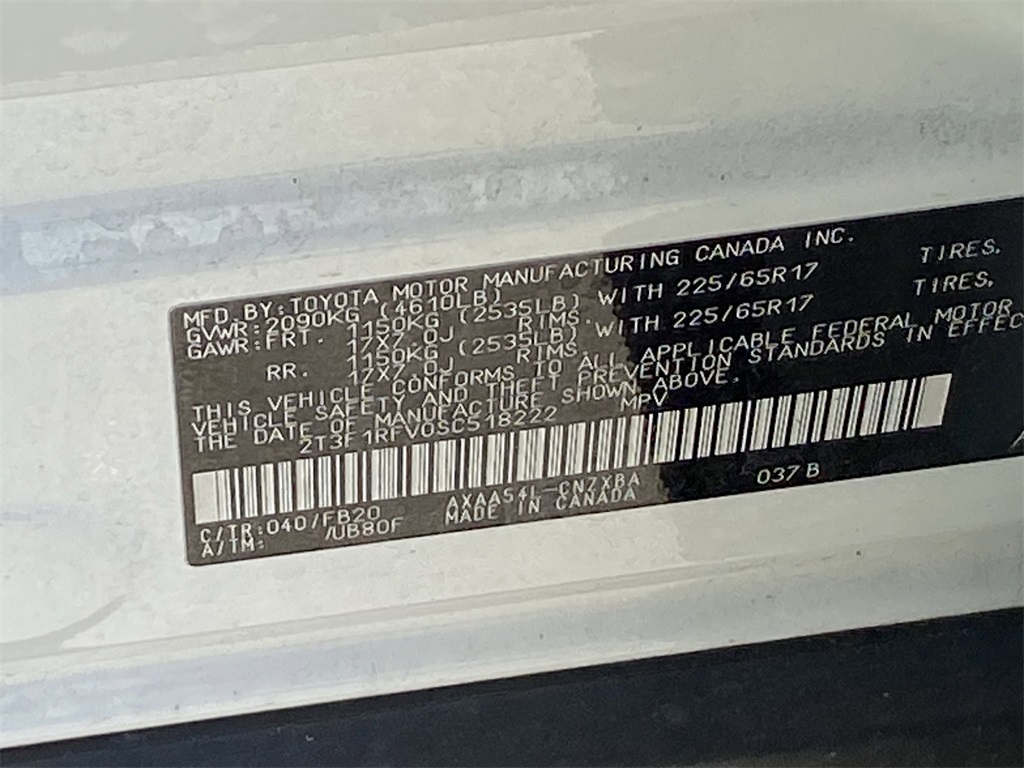 MFD.BY:TOYOTA MOTOR MANUFACTURING CANADA INC.
GVWR:2090KG (4610LB)
GAWR:FRT. 1150KG (2535LB) WITH 225/65R17 TIRES,
17X7.0J RIMS.
RR. 1150KG (2535LB) WITH 225/65R17 TIRES,
17X7.0J RIMS.
THIS VEHICLE CONFORMS TO ALL APPLICABLE FEDERAL MOTOR
VEHICLE SAFETY AND THEFT PREVENTION STANDARDS IN EFFEC
THE DATE OF MANUFACTURE SHOWN ABOVE.
2T3F1RFV0SC518222 MPV
037B
C/TR:040/FB20 AXAA54L-CNZXBA
A/TM: /UB80F MADE IN CANADA